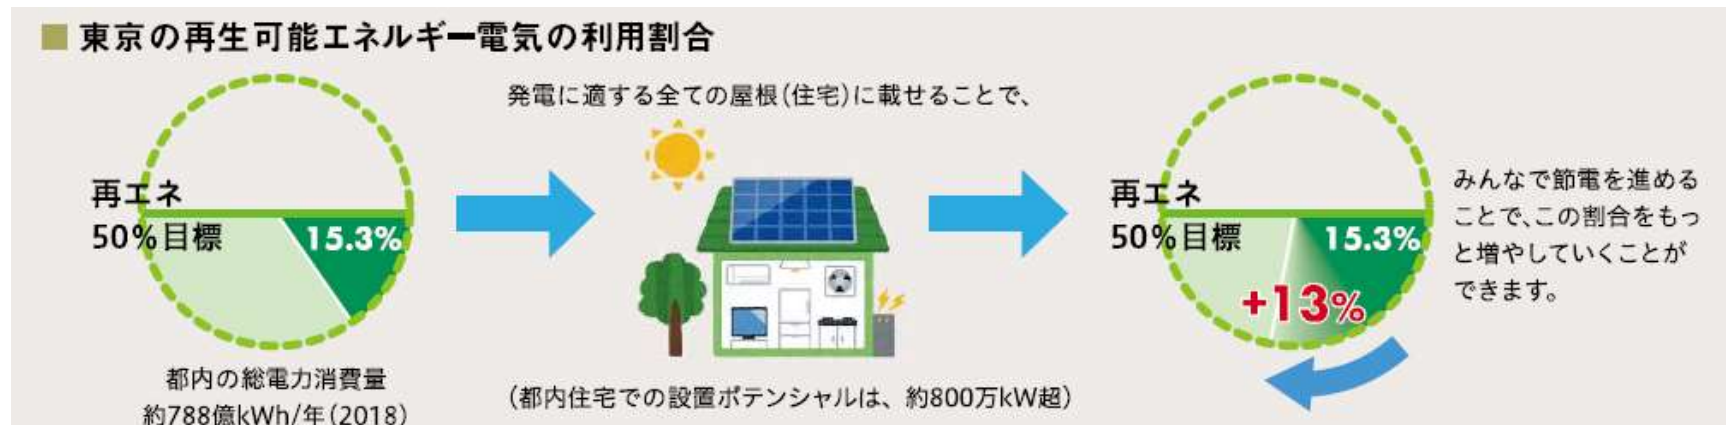 東京の再生可能エネルギー電気の利用割合
再エネ
50%目標
15.3%
都内の総電力消費量
約788億kWh/年(2018)
発電に適する全ての屋根(住宅)に載せることで、
(都内住宅での設置ポテンシャルは、約800万kW超)
再エネ
50%目標
15.3%
+13%
みんなで節電を進める
ことで、この割合をもっ
と増やしていくことが
できます。